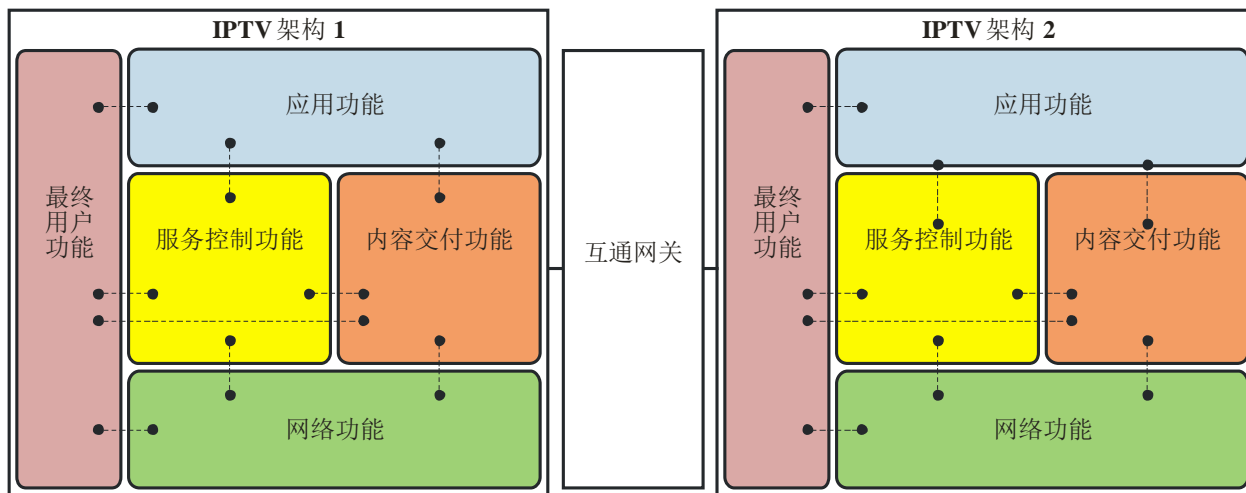 IPTV 架构 1
应用功能
最终
用户
功能
服务控制功能
内容交付功能
网络功能
互通网关
IPTV 架构 2
应用功能
最终
用户
功能
服务控制功能
内容交付功能
网络功能